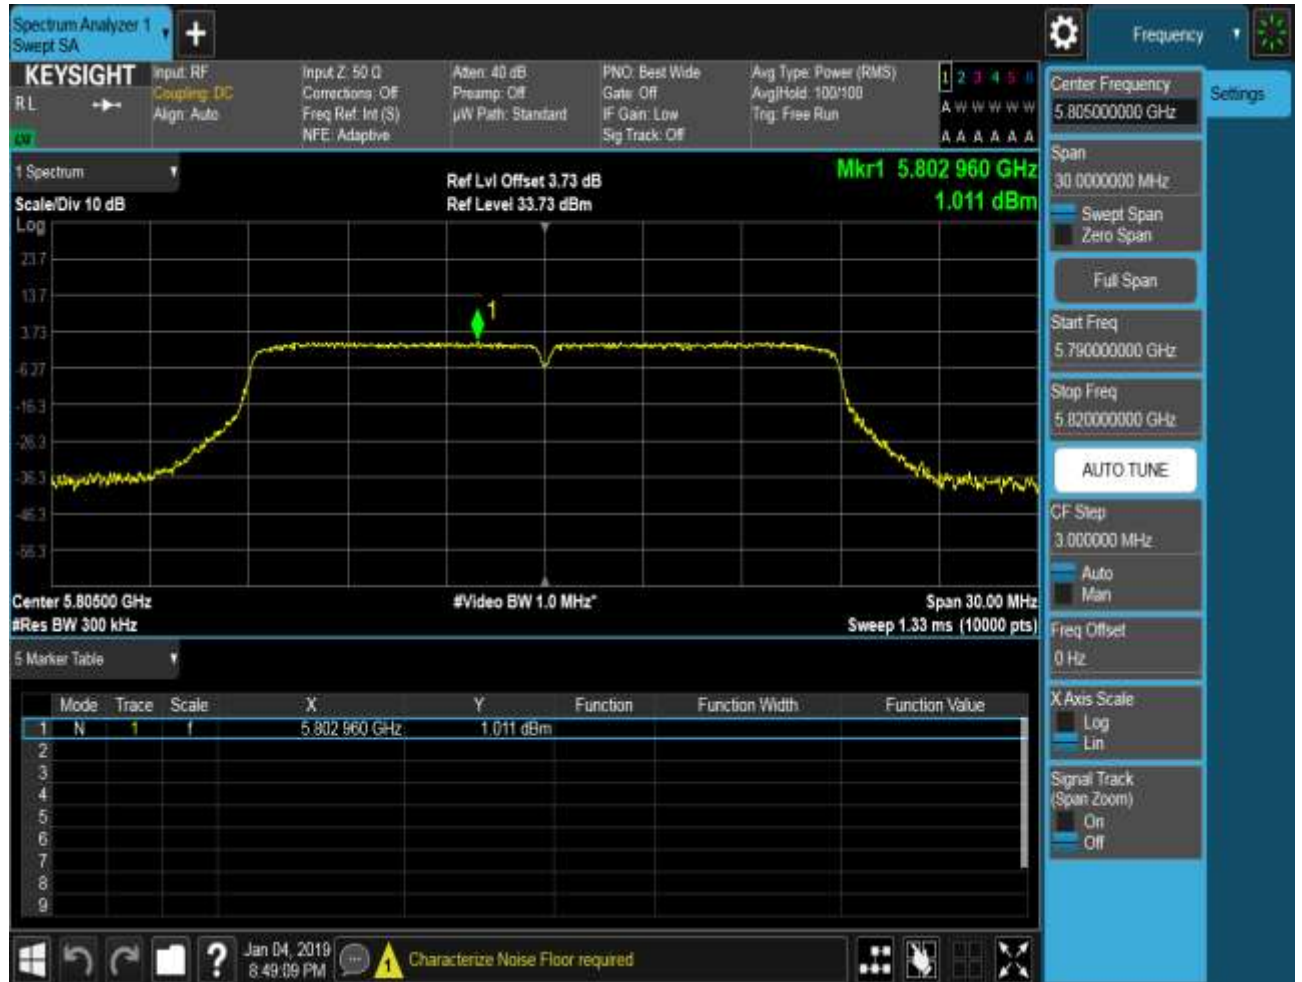 Spectrum Analyzer 1
Swept SA
Frequency
KEYSIGHT
R L
Input: RF
Coupling: DC
Align: Auto
Input Z: 50 Ω
Corrections: Off
Freq Ref: Int (S)
NFE: Adaptive
Atten: 40 dB
Preamp: Off
µW Path: Standard
PNO: Best Wide
Gate: Off
IF Gain: Low
Sig Track: Off
Avg Type: Power (RMS)
Avg|Hold: 100/100
Trig: Free Run
1 2 3 4 5 6
A W W W W W
A A A A A A
1 Spectrum
Scale/Div 10 dB
Ref Lvl Offset 3.73 dB
Ref Level 33.73 dBm
Mkr1 5.802 960 GHz
1.011 dBm
Log
23.7
13.7
3.73
-6.27
-16.3
-26.3
-36.3
-46.3
-56.3
1
Center 5.80500 GHz
#Res BW 300 kHz
#Video BW 1.0 MHz*
Span 30.00 MHz
Sweep 1.33 ms (10000 pts)
5 Marker Table
Mode Trace Scale X Y Function Function Width Function Value
1 N 1 f 5.802 960 GHz 1.011 dBm
2
3
4
5
6
7
8
9
Jan 04, 2019
8:49:09 PM
Characterize Noise Floor required
Center Frequency
5.805000000 GHz
Settings
Span
30.0000000 MHz
Swept Span
Zero Span
Full Span
Start Freq
5.790000000 GHz
Stop Freq
5.820000000 GHz
AUTO TUNE
CF Step
3.000000 MHz
Auto
Man
Freq Offset
0 Hz
X Axis Scale
Log
Lin
Signal Track
(Span Zoom)
On
Off